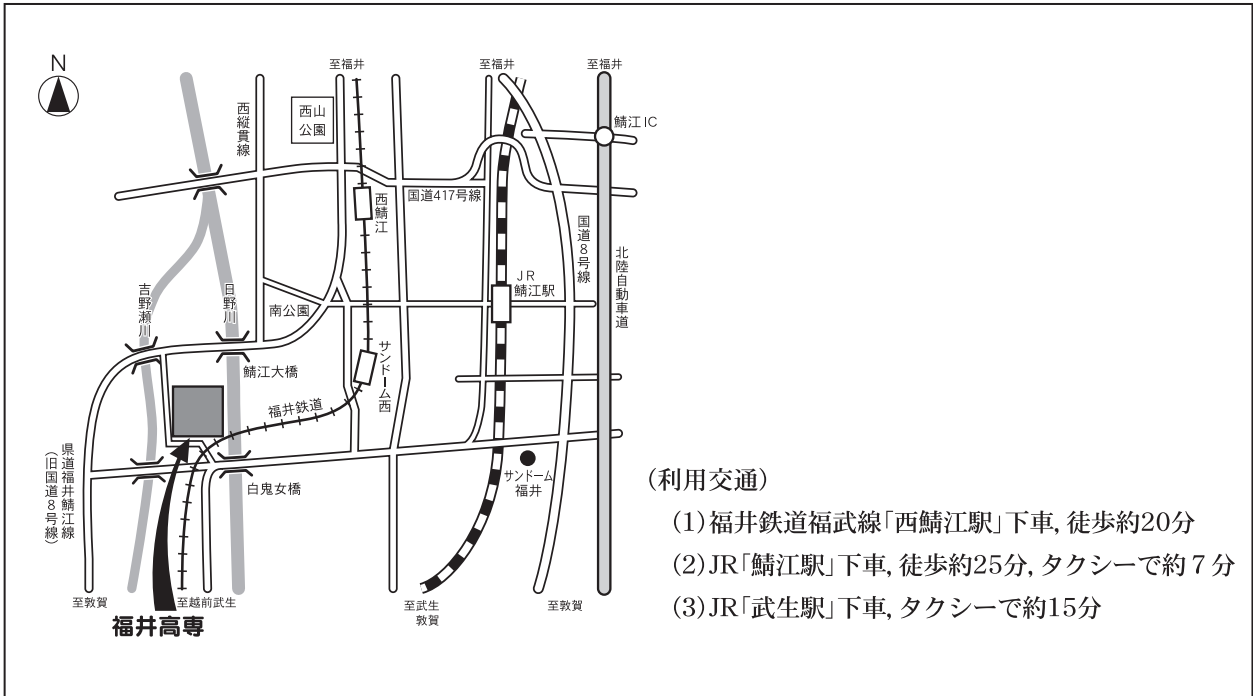 N
至福井
至福井
至福井
西縦貫線
西山
公園
鯖江IC
国道417号線
西鯖江
国道8号線
北陸自動車道
JR
鯖江駅
吉野瀬川
日野川
南公園
サンドーム西
鯖江大橋
福井鉄道
県道福井鯖江線
（旧国道8号線）
白鬼女橋
サンドーム
福井
至敦賀
至越前武生
至武生
敦賀
至敦賀
福井高専
（利用交通）
（1）福井鉄道福武線「西鯖江駅」下車，徒歩約20分
（2）JR「鯖江駅」下車，徒歩約25分，タクシーで約７分
（3）JR「武生駅」下車，タクシーで約15分